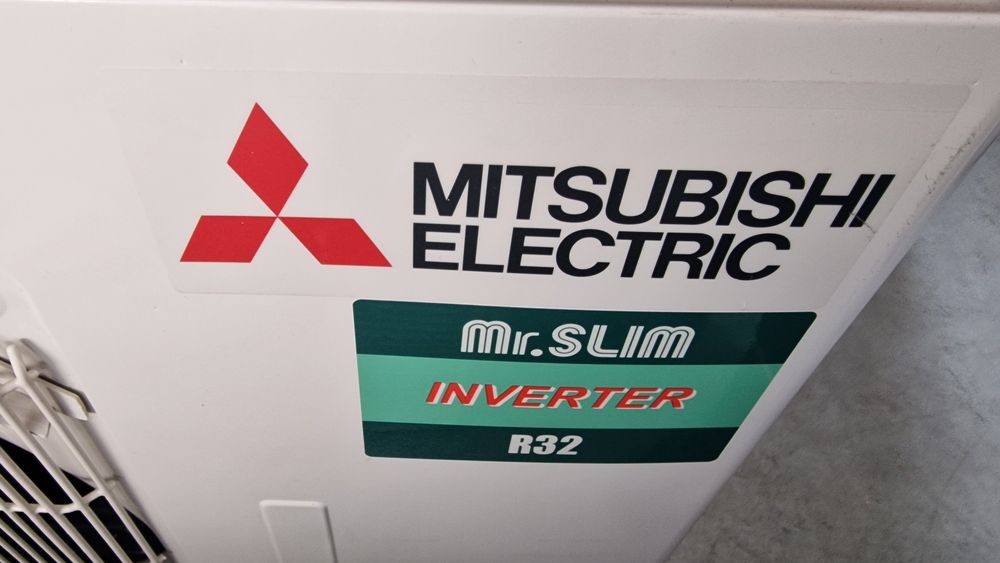 MITSUBISHI
ELECTRIC
Mr.SLIM
INVERTER
R32